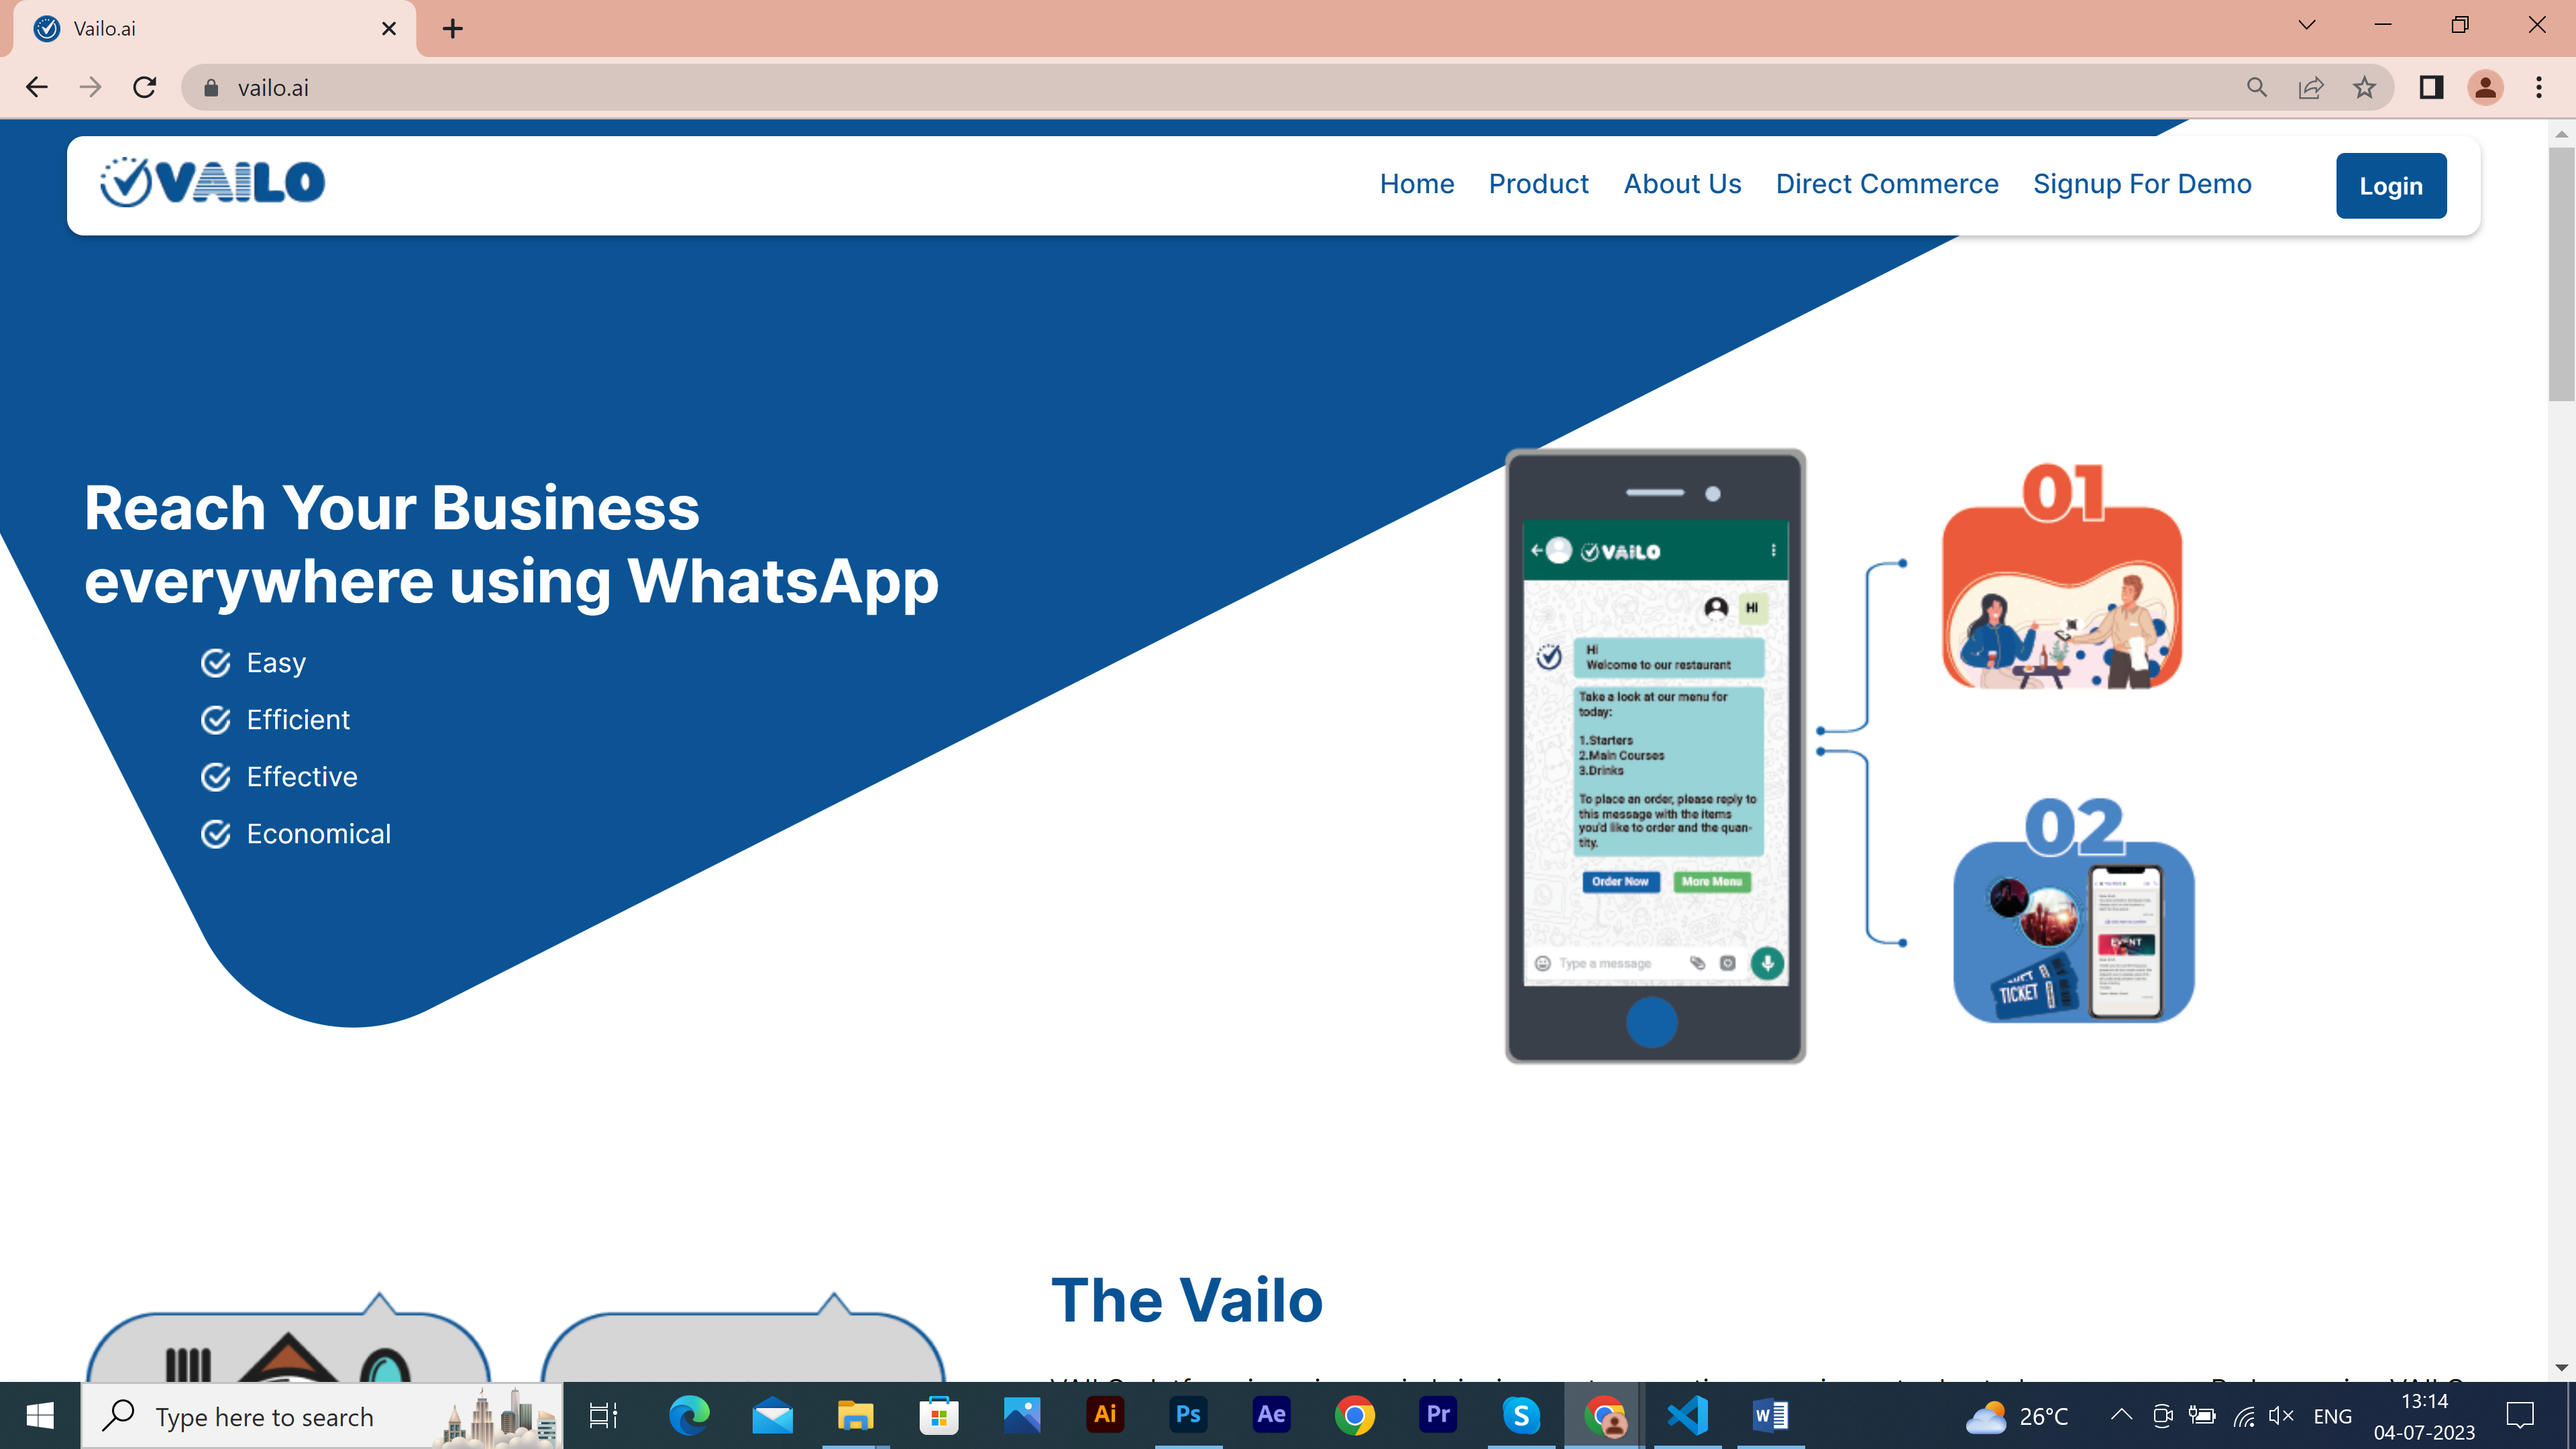 Vailo.ai
vailo.ai
VAILO
Home Product About Us Direct Commerce Signup For Demo Login
Reach Your Business
everywhere using WhatsApp
Easy
Efficient
Effective
Economical
VAILO
HI
Hi
Welcome to our restaurant
Take a look at our menu for
today:
1.Starters
2.Main Courses
3.Drinks
To place an order, please reply to
this message with the items
you'd like to order and the quan-
tity.
Order Now More Menu
Type a message
01
02
EVENT
TICKET
The Vailo
Type here to search
Ai
Ps
Ae
Pr
S
W
26°C
ENG
13:14
04-07-2023